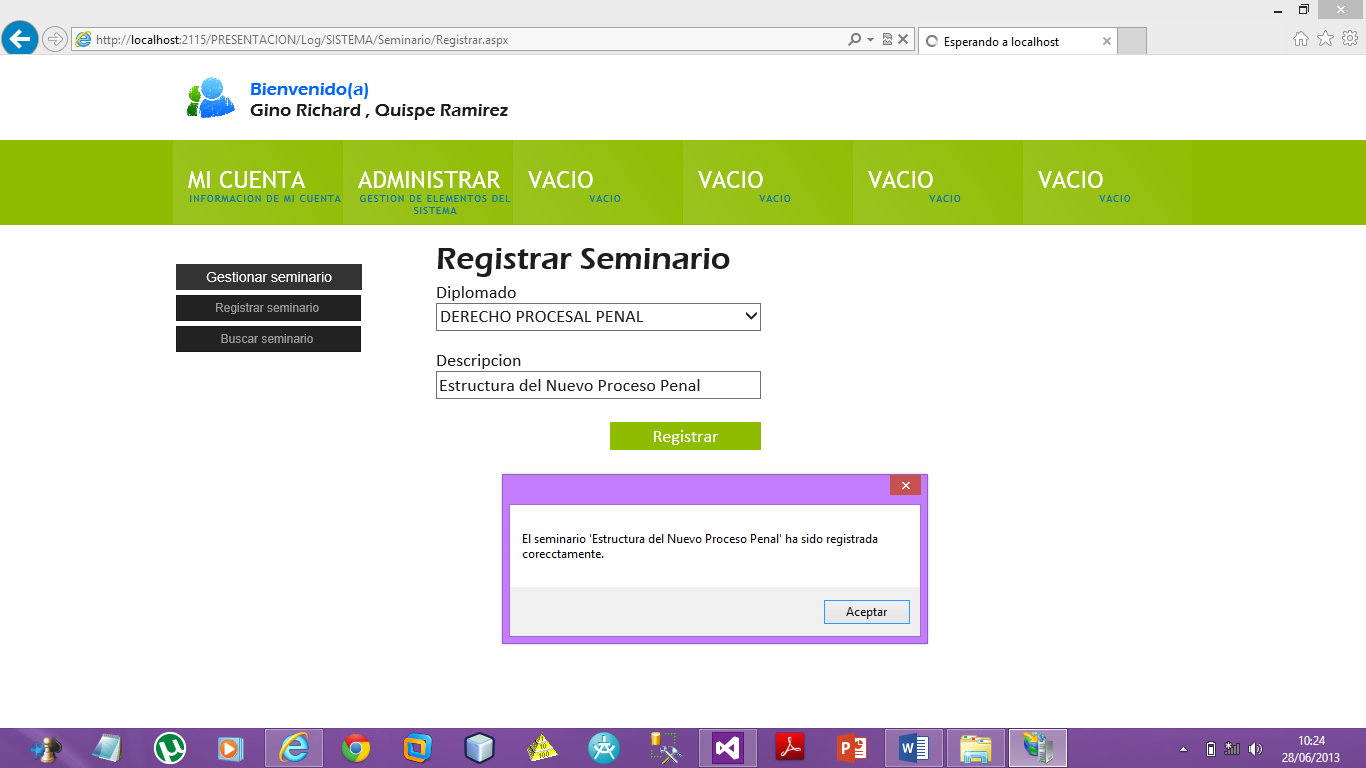 http://localhost:2115/PRESENTACION/Log/SISTEMA/Seminario/Registrar.aspx
Esperando a localhost
Bienvenido(a)
Gino Richard , Quispe Ramirez
MI CUENTA
INFORMACION DE MI CUENTA
ADMINISTRAR
GESTION DE ELEMENTOS DEL
SISTEMA
VACIO
VACIO
VACIO
VACIO
VACIO
VACIO
VACIO
VACIO
Gestionar seminario
Registrar seminario
Buscar seminario
Registrar Seminario
Diplomado
DERECHO PROCESAL PENAL
Descripcion
Estructura del Nuevo Proceso Penal
Registrar
El seminario 'Estructura del Nuevo Proceso Penal' ha sido registrada
corecctamente.
Aceptar
10:24
28/06/2013